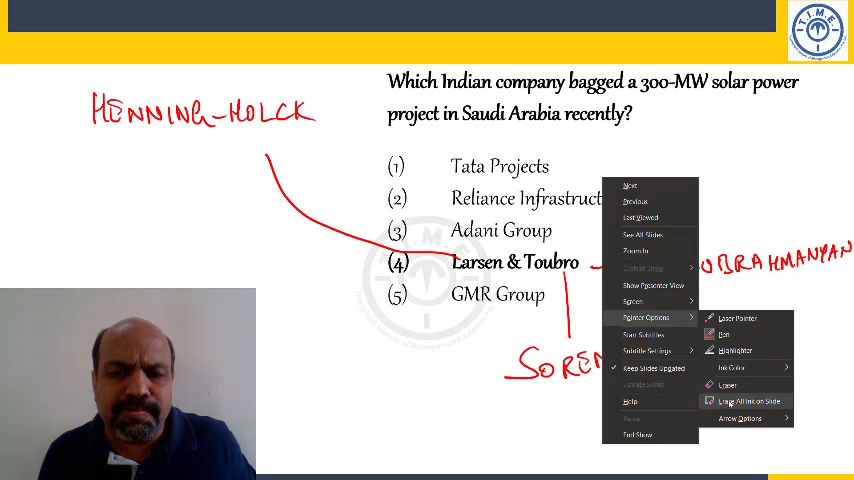 T.I.M.E.
Which Indian company bagged a 300-MW solar power
project in Saudi Arabia recently?
HENNING-HOLCK
(1) Tata Projects
(2) Reliance Infrastruct
(3) Adani Group
(4) Larsen & Toubro
(5) GMR Group
OBRAHMANYAN
SOREN
Next
Previous
Last Viewed
See All Slides
Zoom In
Custom Show
Show Presenter View
Screen
Pointer Options
Start Subtitles
Subtitle Settings
Keep Slides Updated
Update Slides
Help
Pause
End Show
Laser Pointer
Pen
Highlighter
Ink Color
Eraser
Erase All Ink on Slide
Arrow Options